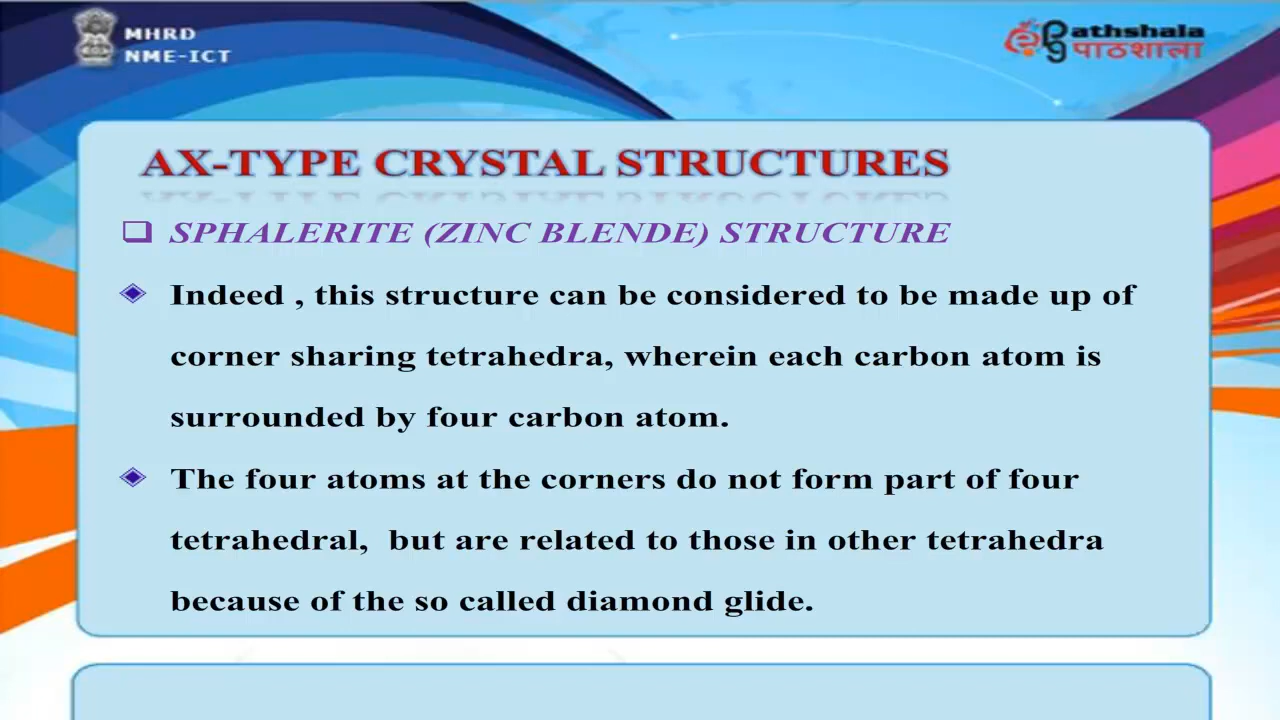 MHRD
NME-ICT
athshala
पाठशाला
AX-TYPE CRYSTAL STRUCTURES
SPHALERITE (ZINC BLENDE) STRUCTURE
Indeed , this structure can be considered to be made up of
corner sharing tetrahedra, wherein each carbon atom is
surrounded by four carbon atom.
The four atoms at the corners do not form part of four
tetrahedral, but are related to those in other tetrahedra
because of the so called diamond glide.